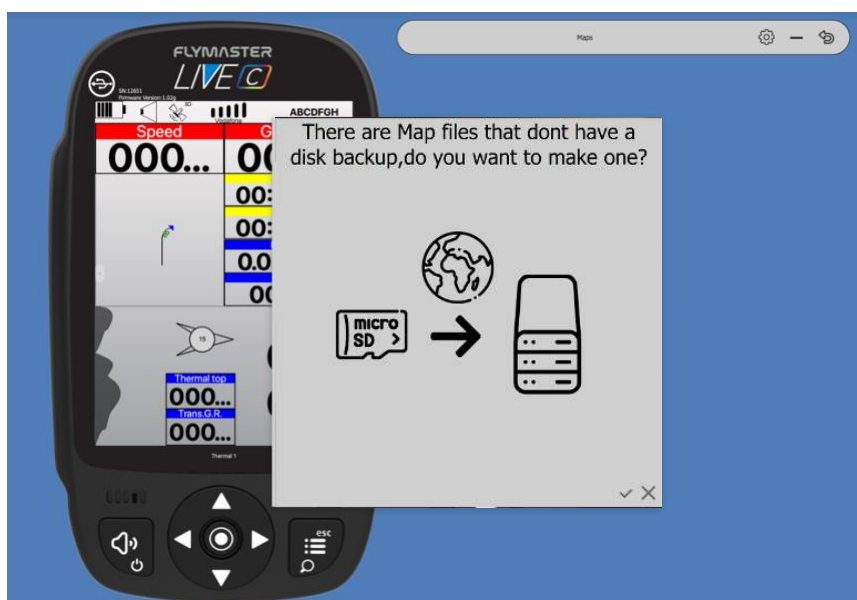 Maps
FLYMASTER
LIVE C
SN:12651
Firmware Version:1.02g
3D
Vodafone
ABCDFGH
Speed
G
000...
00
00:
00:
0.0
00
15
Thermal top
000...
Trans.G.R.
000...
Thermal 1
esc
There are Map files that dont have a
disk backup,do you want to make one?
micro
SD